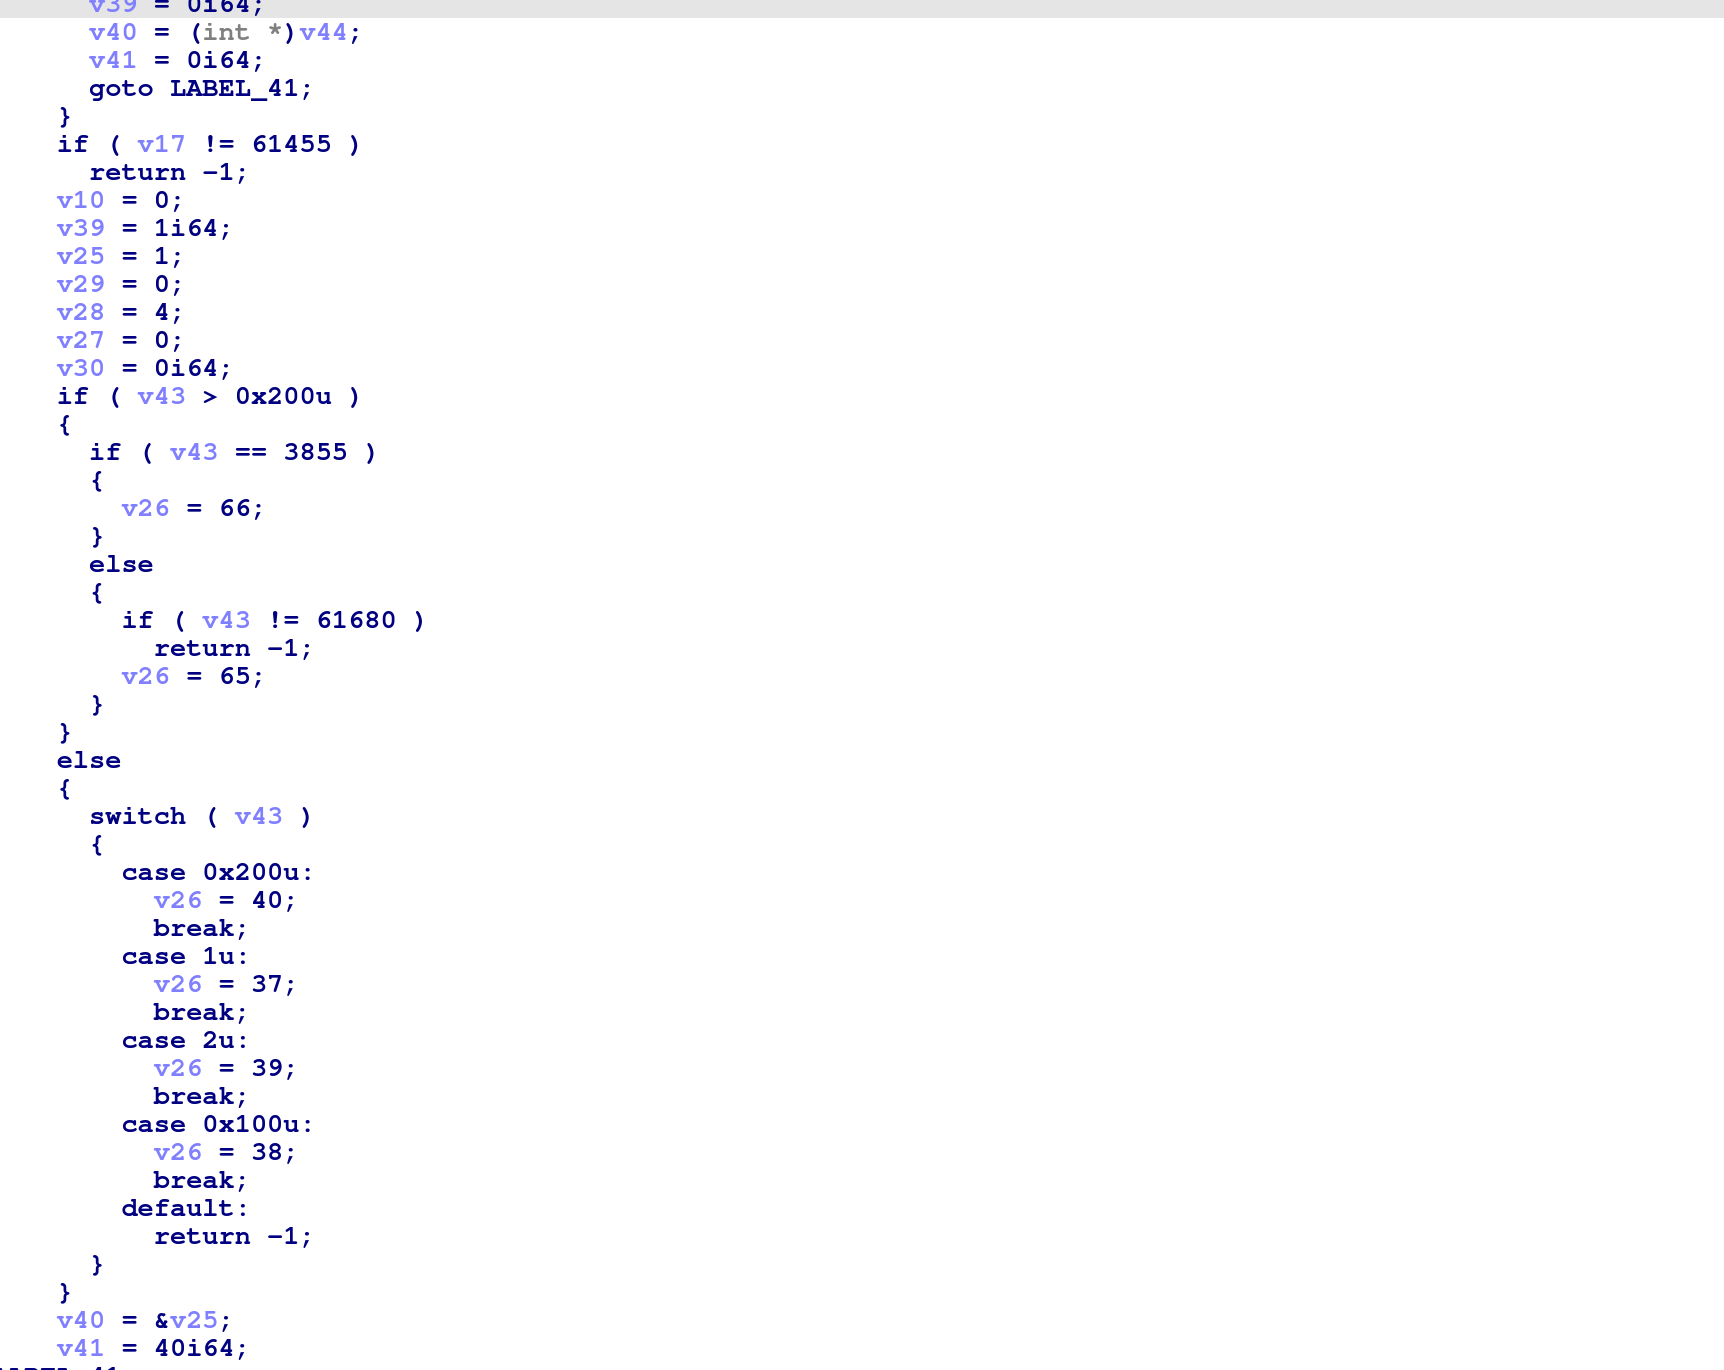 v39 = 0i64;
v40 = (int *)v44;
v41 = 0i64;
goto LABEL_41;
}
if ( v17 != 61455 )
return -1;
v10 = 0;
v39 = 1i64;
v25 = 1;
v29 = 0;
v28 = 4;
v27 = 0;
v30 = 0i64;
if ( v43 > 0x200u )
{
if ( v43 == 3855 )
{
v26 = 66;
}
else
{
if ( v43 != 61680 )
return -1;
v26 = 65;
}
}
else
{
switch ( v43 )
{
case 0x200u:
v26 = 40;
break;
case 1u:
v26 = 37;
break;
case 2u:
v26 = 39;
break;
case 0x100u:
v26 = 38;
break;
default:
return -1;
}
}
v40 = &v25;
v41 = 40i64;